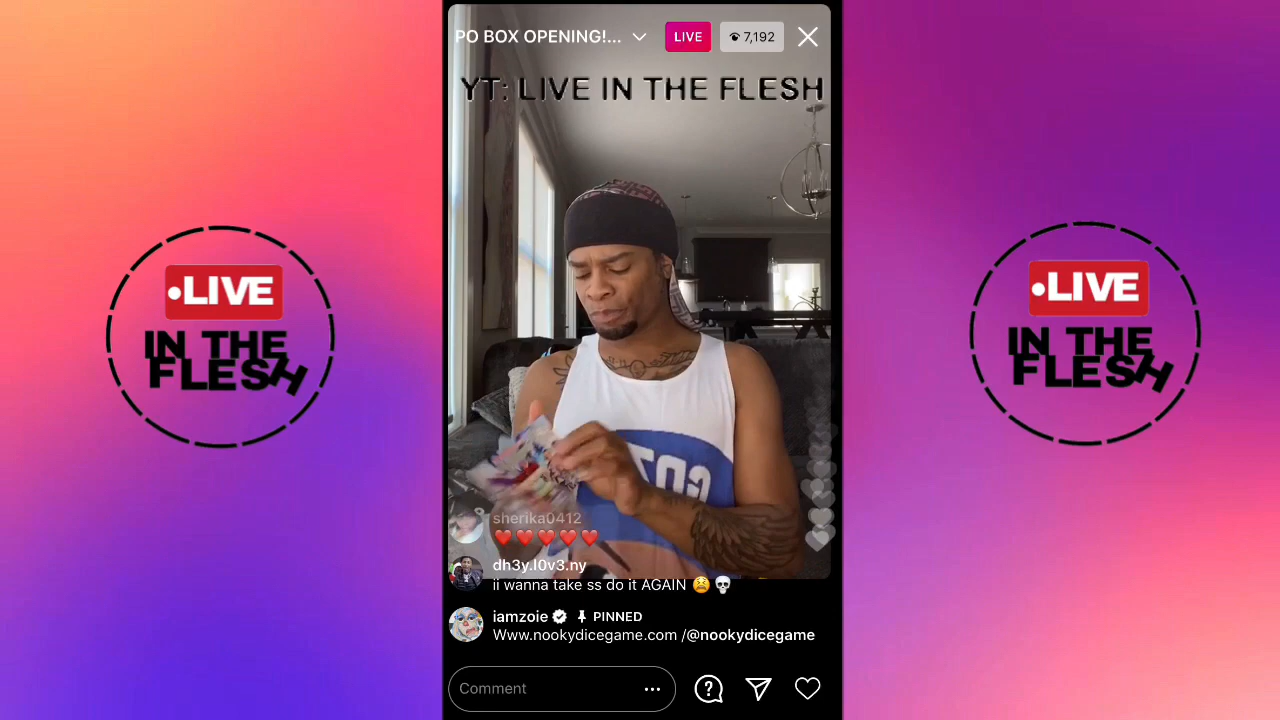 PO BOX OPENING!...
LIVE
7,192
YT: LIVE IN THE FLESH
LIVE
IN THE
FLESH
LIVE
IN THE
FLESH
sherika0412
dh3y.l0v3.ny
ii wanna take ss do it AGAIN 😫💀
iamzoie PINNED
Www.nookydicegame.com /@nookydicegame
Comment